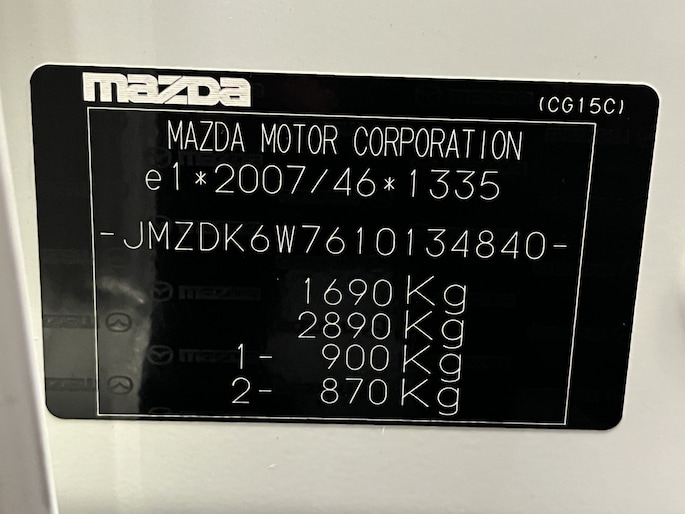 mazda
(CG15C)
MAZDA MOTOR CORPORATION
e1*2007/46*1335
-JMZDK6W7610134840-
1690Kg
2890Kg
1- 900Kg
2- 870Kg